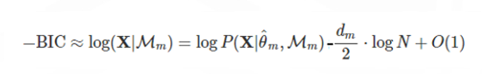 −BIC ≈ log(X|ℳₘ) = log P(X|θ̂ₘ, ℳₘ)-dₘ/2 · log N + O(1)